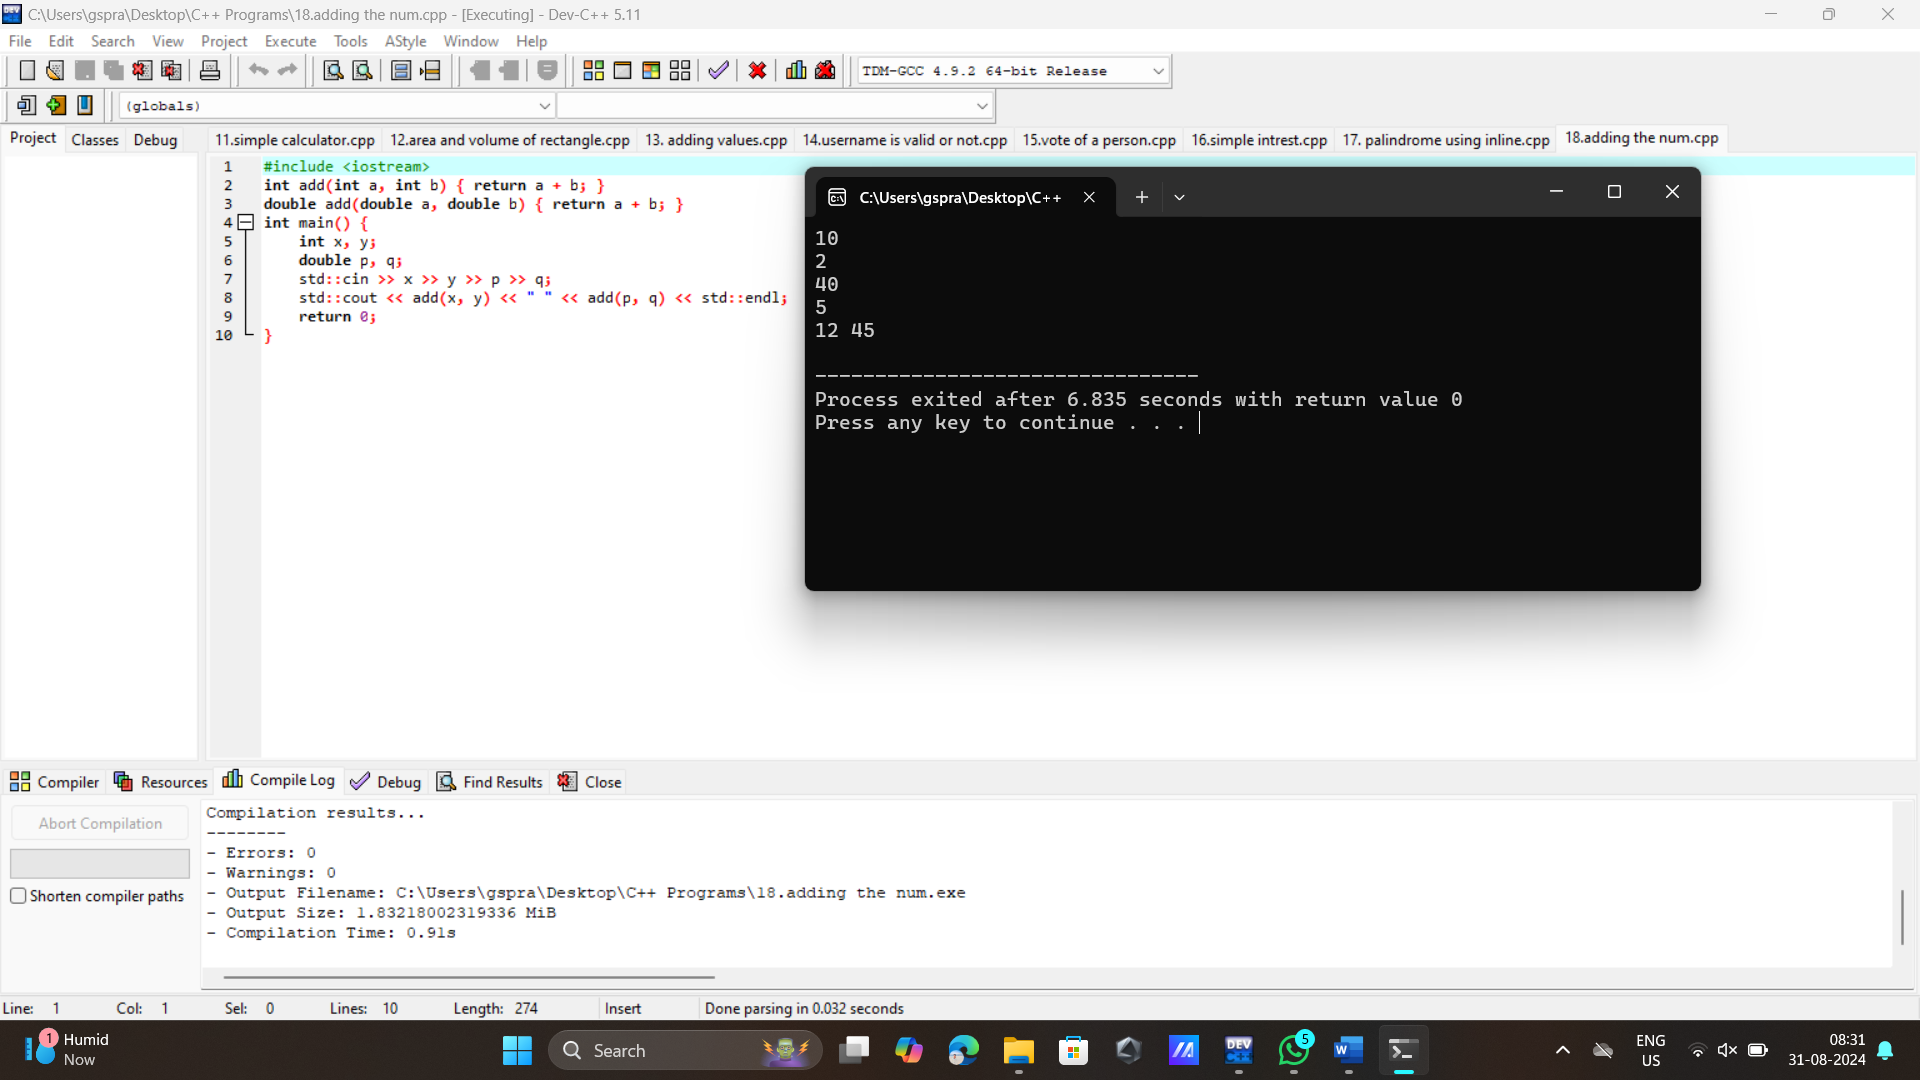 C:\Users\gspra\Desktop\C++ Programs\18.adding the num.cpp - [Executing] - Dev-C++ 5.11
File Edit Search View Project Execute Tools AStyle Window Help
TDM-GCC 4.9.2 64-bit Release
(globals)
Project Classes Debug
11.simple calculator.cpp 12.area and volume of rectangle.cpp 13. adding values.cpp 14.username is valid or not.cpp 15.vote of a person.cpp 16.simple intrest.cpp 17. palindrome using inline.cpp 18.adding the num.cpp
1 #include <iostream>
2 int add(int a, int b) { return a + b; }
3 double add(double a, double b) { return a + b; }
4 int main() {
5 int x, y;
6 double p, q;
7 std::cin >> x >> y >> p >> q;
8 std::cout << add(x, y) << " " << add(p, q) << std::endl;
9 return 0;
10 }
C:\Users\gspra\Desktop\C++
10
2
40
5
12 45
--------------------------------
Process exited after 6.835 seconds with return value 0
Press any key to continue . . .
Compiler Resources Compile Log Debug Find Results Close
Abort Compilation
Shorten compiler paths
Compilation results...
--------
- Errors: 0
- Warnings: 0
- Output Filename: C:\Users\gspra\Desktop\C++ Programs\18.adding the num.exe
- Output Size: 1.83218002319336 MiB
- Compilation Time: 0.91s
Line: 1 Col: 1 Sel: 0 Lines: 10 Length: 274 Insert Done parsing in 0.032 seconds
1
Humid
Now
Search
DEV
C++
5
W
ENG
US
08:31
31-08-2024